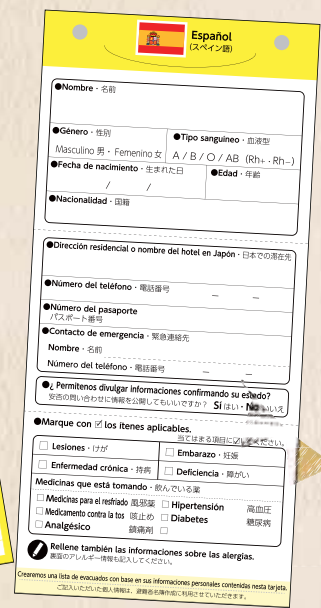 Español
(スペイン語)
●Nombre・名前
●Género・性別 ●Tipo sanguíneo・血液型
Masculino 男・Femenino 女 A / B / O / AB (Rh+・Rh−)
●Fecha de nacimiento・生まれた日 ●Edad・年齢
/ /
●Nacionalidad・国籍
●Dirección residencial o nombre del hotel en Japón・日本での滞在先
●Número del teléfono・電話番号 － －
●Número del pasaporte
パスポート番号
●Contacto de emergencia・緊急連絡先
Nombre・名前
Número del teléfono・電話番号 － －
●¿ Permítenos divulgar informaciones confirmando su estado?
安否の問い合わせに情報を公開してもいいですか？ Sí はい・No いいえ
●Marque con ☑ los ítenes aplicables.
当てはまる項目に☑してください。
□ Lesiones・けが □ Embarazo・妊娠
□ Enfermedad crónica・持病 □ Deficiencia・障がい
Medicinas que está tomando・飲んでいる薬
□ Medicinas para el resfriado 風邪薬 □ Hipertensión 高血圧
□ Medicamento contra la tos 咳止め □ Diabetes 糖尿病
□ Analgésico 鎮痛剤 □
Rellene también las informaciones sobre las alergias.
裏面のアレルギー情報も記入してください。
Crearemos una lista de evacuados con base en sus informaciones personales contenidas nesta tarjeta.
ご記入いただいた個人情報は、避難者名簿作成に利用させていただきます。